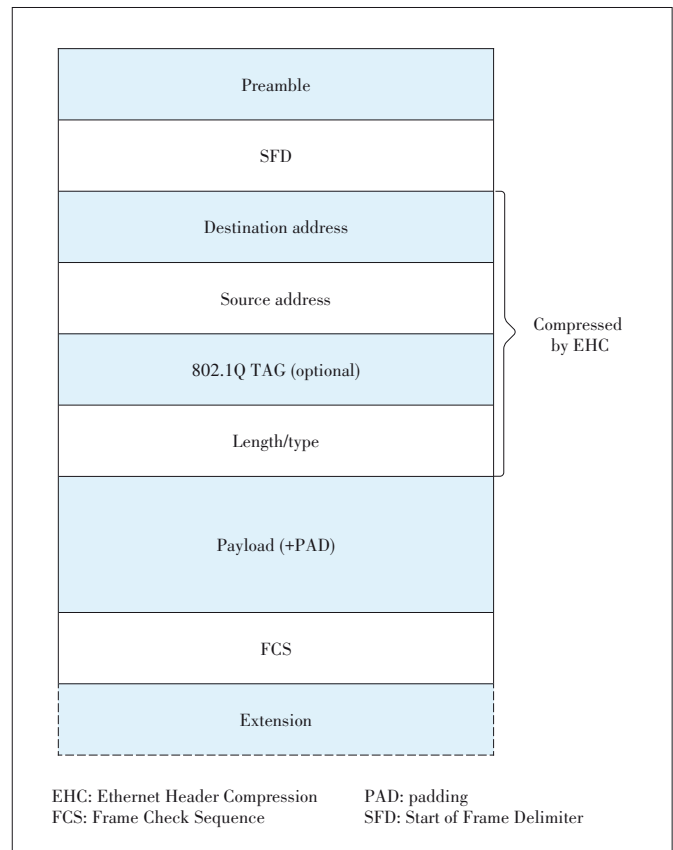 Preamble
SFD
Destination address
Source address
802.1Q TAG (optional)
Length/type
Compressed
by EHC
Payload (+PAD)
FCS
Extension
EHC: Ethernet Header Compression
FCS: Frame Check Sequence
PAD: padding
SFD: Start of Frame Delimiter